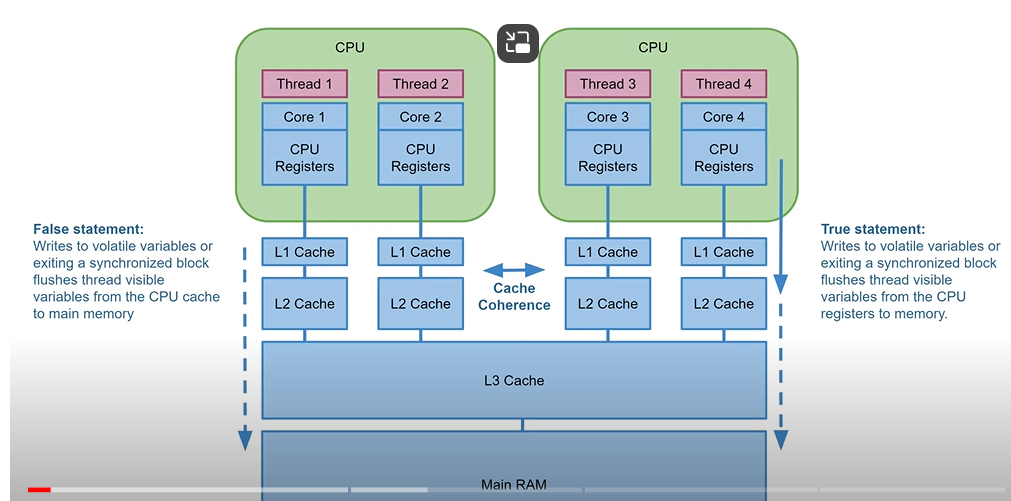 CPU
CPU
Thread 1
Thread 2
Thread 3
Thread 4
Core 1
Core 2
Core 3
Core 4
CPU
Registers
CPU
Registers
CPU
Registers
CPU
Registers
False statement:
Writes to volatile variables or
exiting a synchronized block
flushes thread visible
variables from the CPU cache
to main memory
L1 Cache
L1 Cache
L1 Cache
L1 Cache
L2 Cache
L2 Cache
Cache
Coherence
L2 Cache
L2 Cache
True statement:
Writes to volatile variables or
exiting a synchronized block
flushes thread visible
variables from the CPU
registers to memory.
L3 Cache
Main RAM